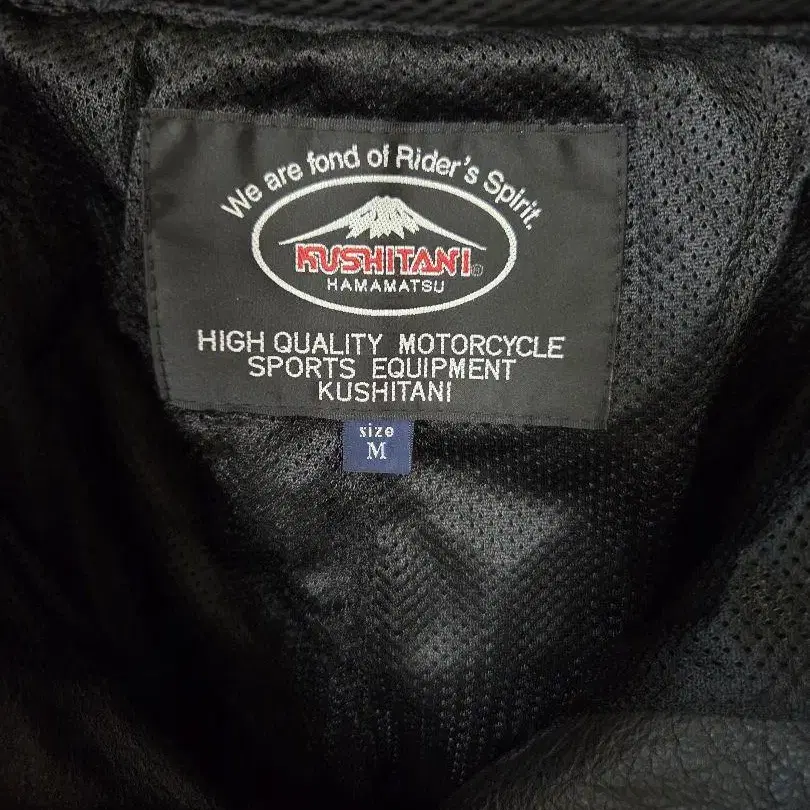 We are fond of Rider's Spirit.
KUSHITANI®
HAMAMATSU
HIGH QUALITY MOTORCYCLE
SPORTS EQUIPMENT
KUSHITANI
size
M